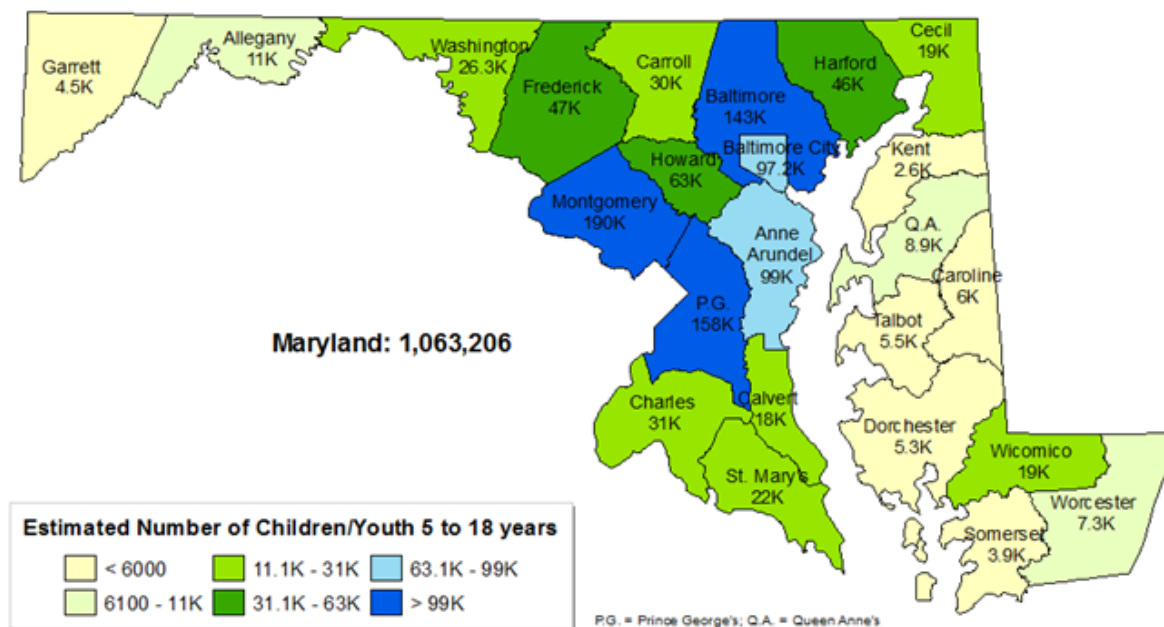 Garrett
4.5K
Allegany
11K
Washington
26.3K
Frederick
47K
Carroll
30K
Baltimore
143K
Harford
46K
Cecil
19K
Baltimore City
97.2K
Howard
63K
Montgomery
190K
Anne
Arundel
99K
P.G.
158K
Kent
2.6K
Q.A.
8.9K
Caroline
6K
Talbot
5.5K
Maryland: 1,063,206
Charles
31K
Calvert
18K
St. Mary's
22K
Dorchester
5.3K
Wicomico
19K
Worcester
7.3K
Somerset
3.9K
Estimated Number of Children/Youth 5 to 18 years
< 6000 11.1K - 31K 63.1K - 99K
6100 - 11K 31.1K - 63K > 99K
P.G. = Prince George's; Q.A. = Queen Anne's